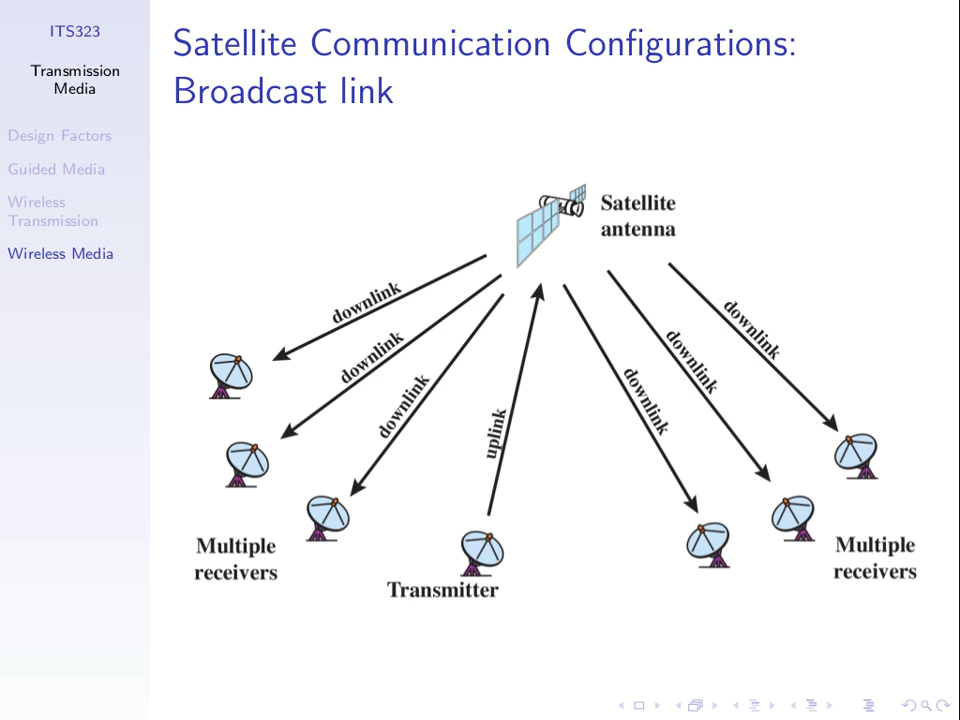 ITS323
Transmission
Media
Design Factors
Guided Media
Wireless
Transmission
Wireless Media
Satellite Communication Configurations:
Broadcast link
Satellite
antenna
downlink
downlink
downlink
uplink
downlink
downlink
downlink
Multiple
receivers
Transmitter
Multiple
receivers